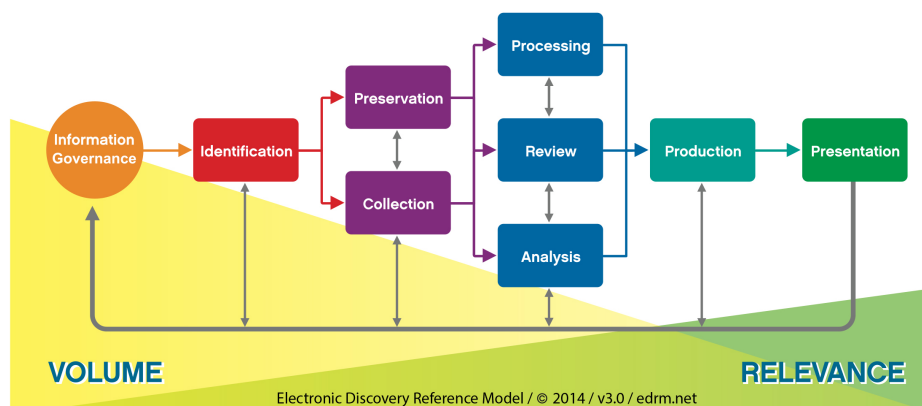 Information
Governance
Identification
Preservation
Collection
Processing
Review
Analysis
Production
Presentation
VOLUME
RELEVANCE
Electronic Discovery Reference Model / © 2014 / v3.0 / edrm.net